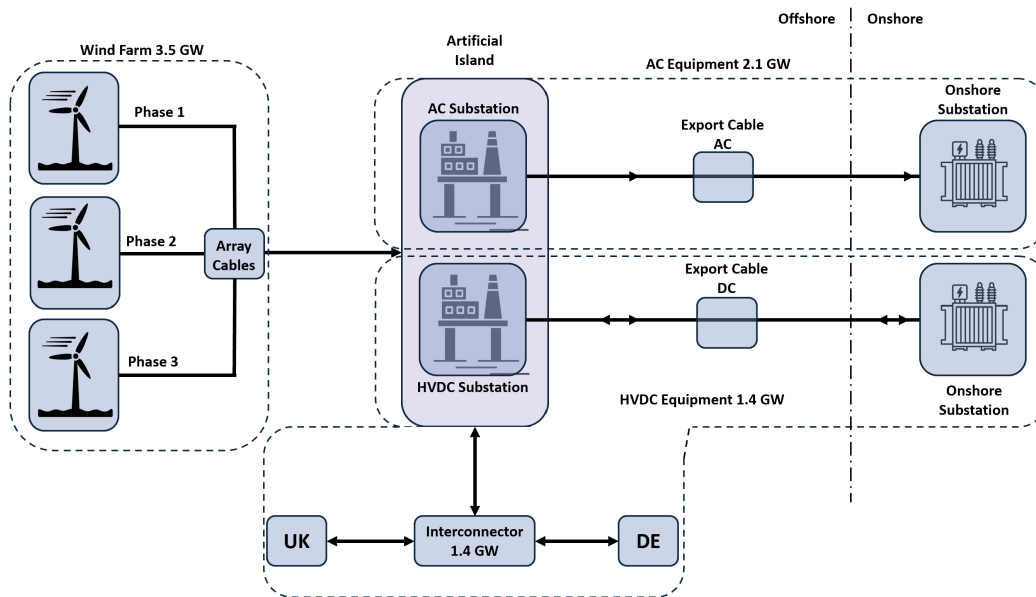 Offshore
Onshore
Wind Farm 3.5 GW
Artificial
Island
AC Equipment 2.1 GW
Phase 1
Phase 2
Phase 3
Array
Cables
AC Substation
Export Cable
AC
Onshore
Substation
HVDC Substation
Export Cable
DC
HVDC Equipment 1.4 GW
Onshore
Substation
UK
Interconnector
1.4 GW
DE